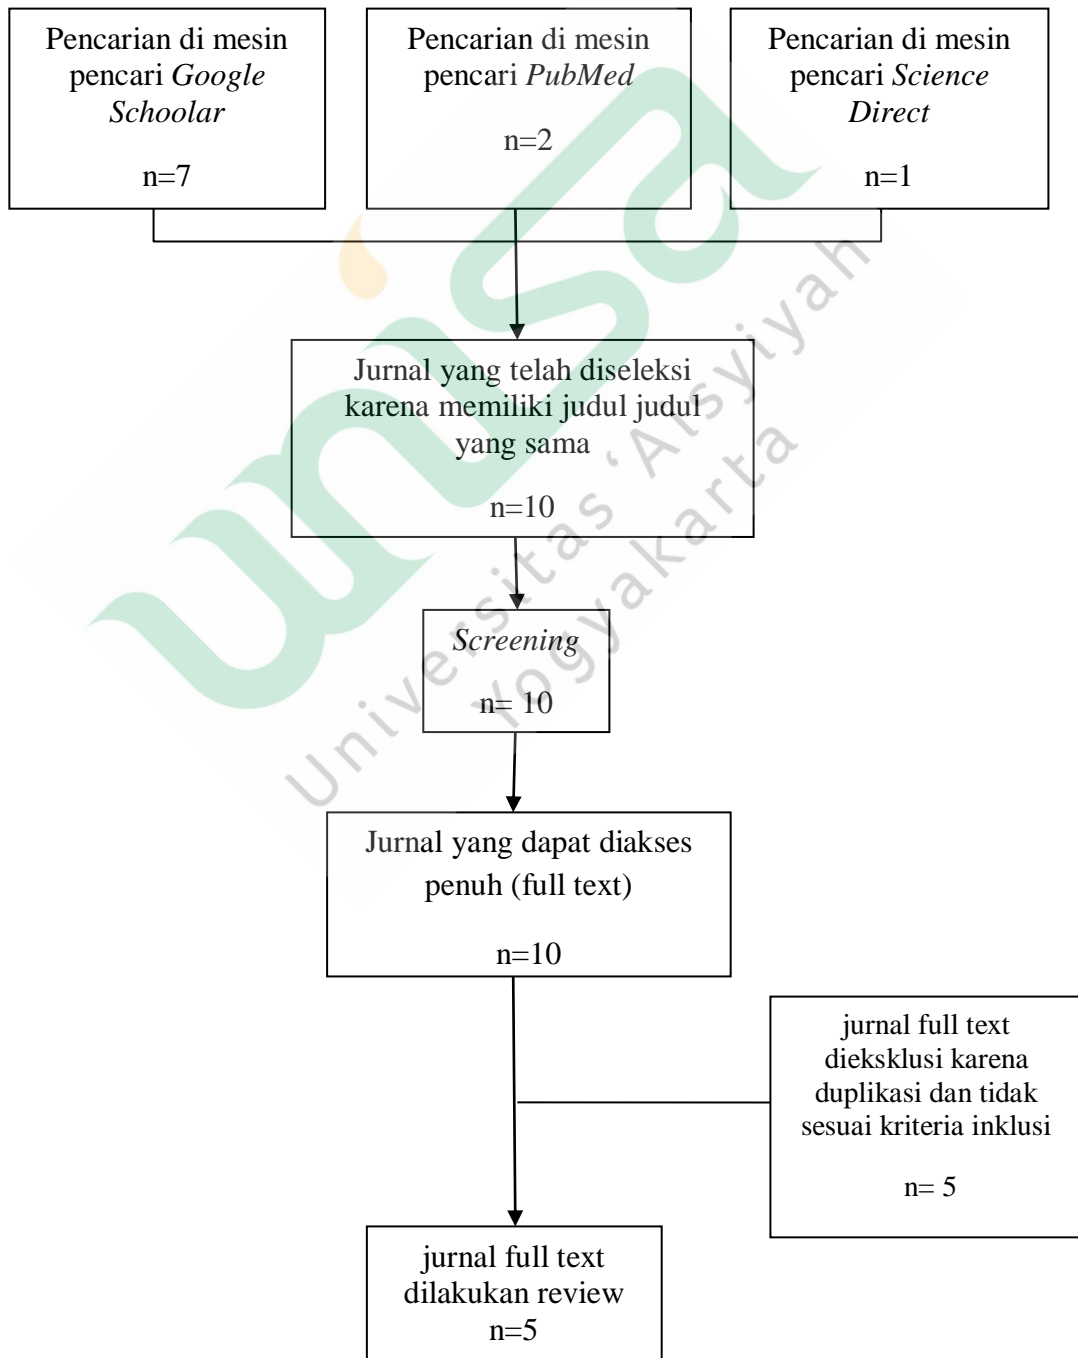 Pencarian di mesin
pencari Google
Schoolar
n=7
Pencarian di mesin
pencari PubMed
n=2
Pencarian di mesin
pencari Science
Direct
n=1
Jurnal yang telah diseleksi
karena memiliki judul judul
yang sama
n=10
Screening
n= 10
Jurnal yang dapat diakses
penuh (full text)
n=10
jurnal full text
dieksklusi karena
duplikasi dan tidak
sesuai kriteria inklusi
n= 5
jurnal full text
dilakukan review
n=5
unisa
Universitas ‘Aisyiyah
Yogyakarta